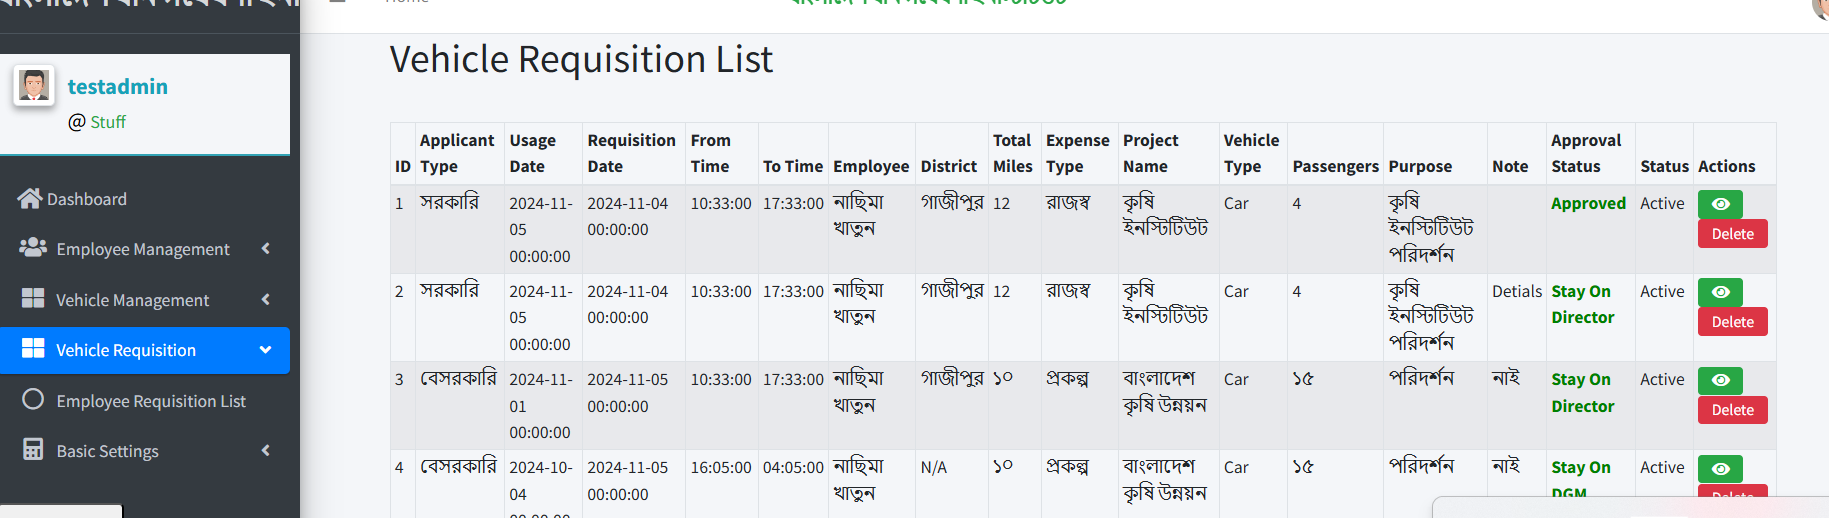 Home
testadmin
@ Stuff
Dashboard
Employee Management
Vehicle Management
Vehicle Requisition
Employee Requisition List
Basic Settings
Vehicle Requisition List
ID Applicant Type Usage Date Requisition Date From Time To Time Employee District Total Miles Expense Type Project Name Vehicle Type Passengers Purpose Note Approval Status Status Actions
1 সরকারি 2024-11-05 00:00:00 2024-11-04 00:00:00 10:33:00 17:33:00 নাছিমা খাতুন গাজীপুর 12 রাজস্ব কৃষি ইনস্টিটিউট Car 4 কৃষি ইনস্টিটিউট পরিদর্শন Approved Active Delete
2 সরকারি 2024-11-05 00:00:00 2024-11-04 00:00:00 10:33:00 17:33:00 নাছিমা খাতুন গাজীপুর 12 রাজস্ব কৃষি ইনস্টিটিউট Car 4 কৃষি ইনস্টিটিউট পরিদর্শন Detials Stay On Director Active Delete
3 বেসরকারি 2024-11-01 00:00:00 2024-11-05 00:00:00 10:33:00 17:33:00 নাছিমা খাতুন গাজীপুর ১০ প্রকল্প বাংলাদেশ কৃষি উন্নয়ন Car ১৫ পরিদর্শন নাই Stay On Director Active Delete
4 বেসরকারি 2024-10-04 2024-11-05 00:00:00 16:05:00 04:05:00 নাছিমা খাতুন N/A ১০ প্রকল্প বাংলাদেশ কৃষি উন্নয়ন Car ১৫ পরিদর্শন নাই Stay On DGM Active Delete